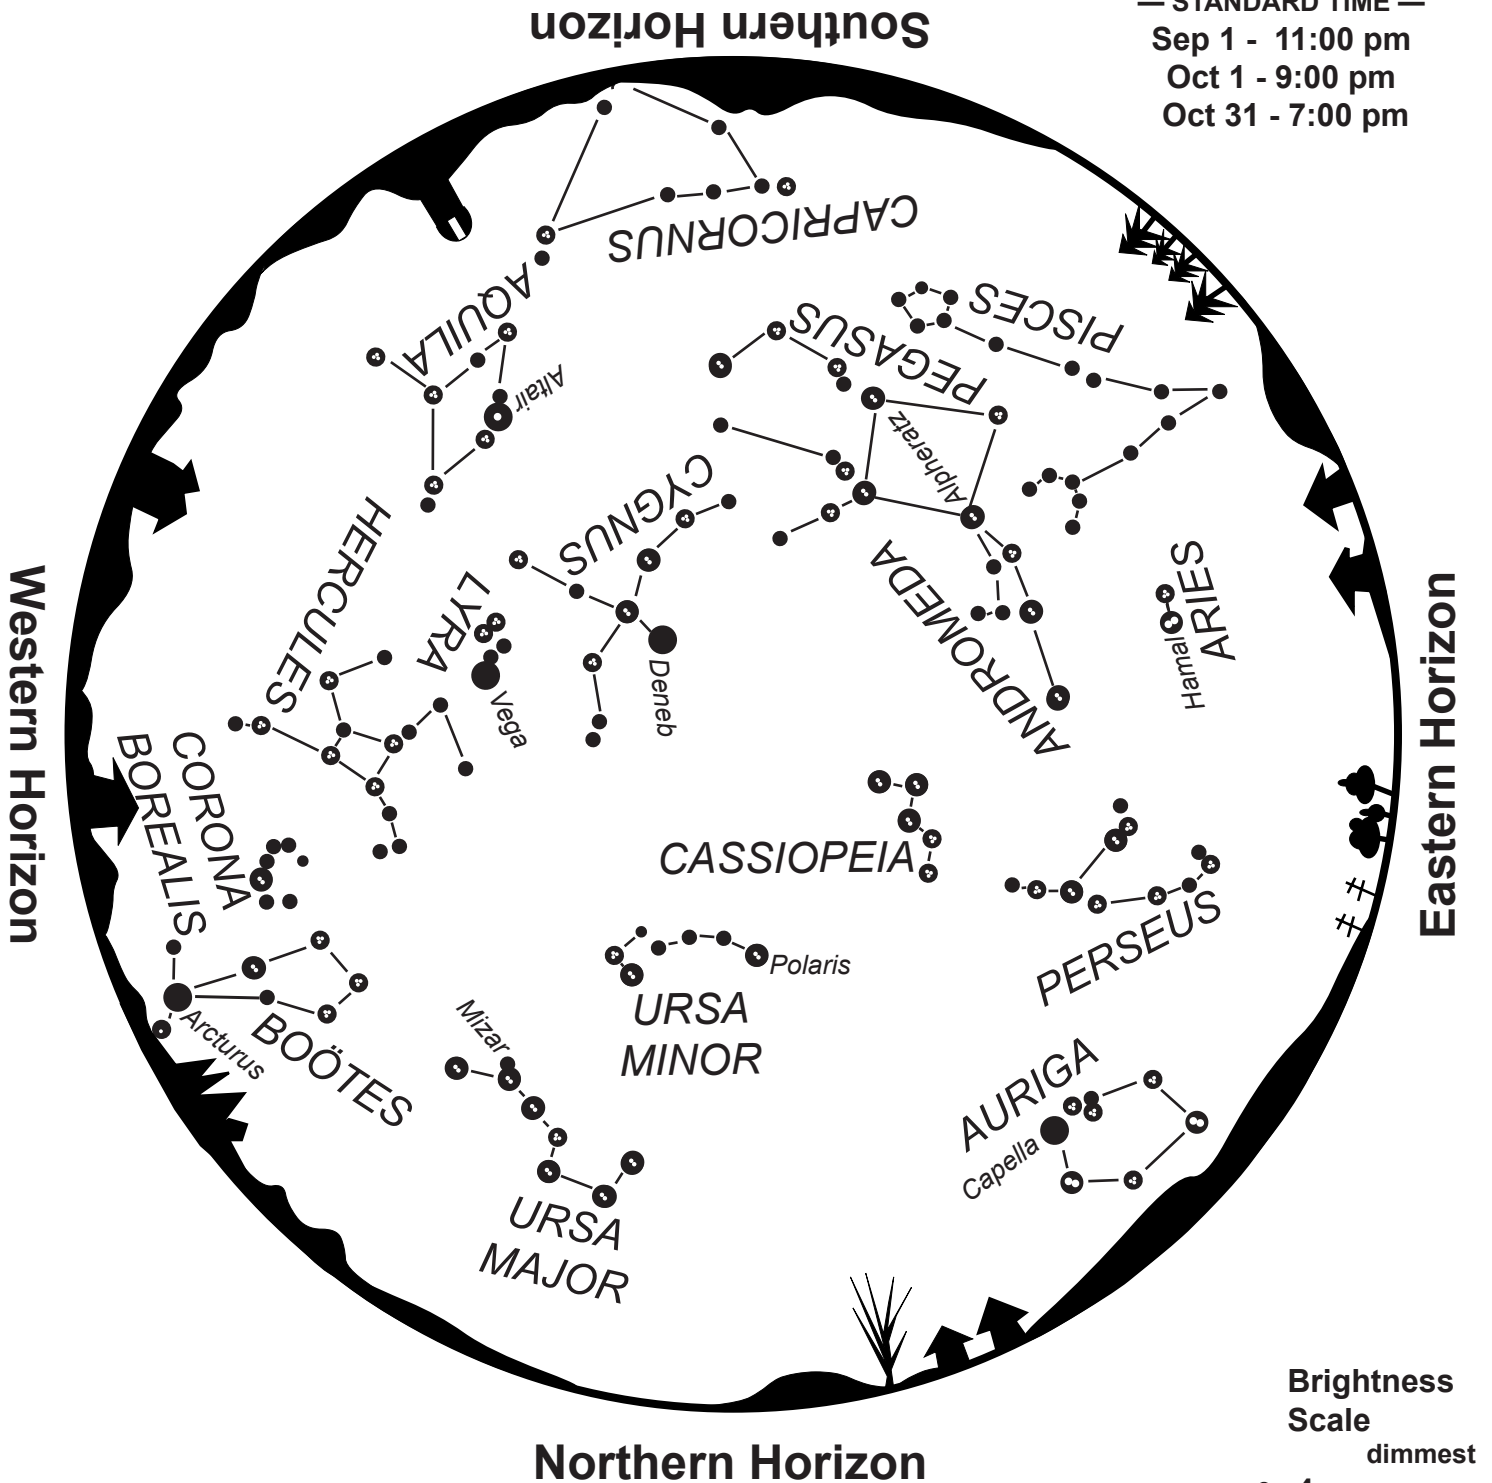 Southern Horizon
— STANDARD TIME —
Sep 1 - 11:00 pm
Oct 1 - 9:00 pm
Oct 31 - 7:00 pm
CAPRICORNUS
AQUILA
Altair
PISCES
PEGASUS
Alpheratz
CYGNUS
Deneb
HERCULES
LYRA
Vega
ANDROMEDA
ARIES
Hamal
Western Horizon
Eastern Horizon
CORONA
BOREALIS
CASSIOPEIA
PERSEUS
Polaris
URSA
MINOR
Arcturus
BOÖTES
Mizar
URSA
MAJOR
AURIGA
Capella
Northern Horizon
Brightness
Scale
dimmest